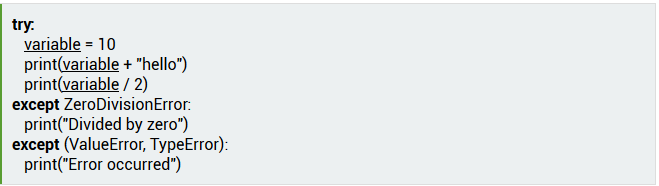 try:
variable = 10
print(variable + "hello")
print(variable / 2)
except ZeroDivisionError:
print("Divided by zero")
except (ValueError, TypeError):
print("Error occurred")